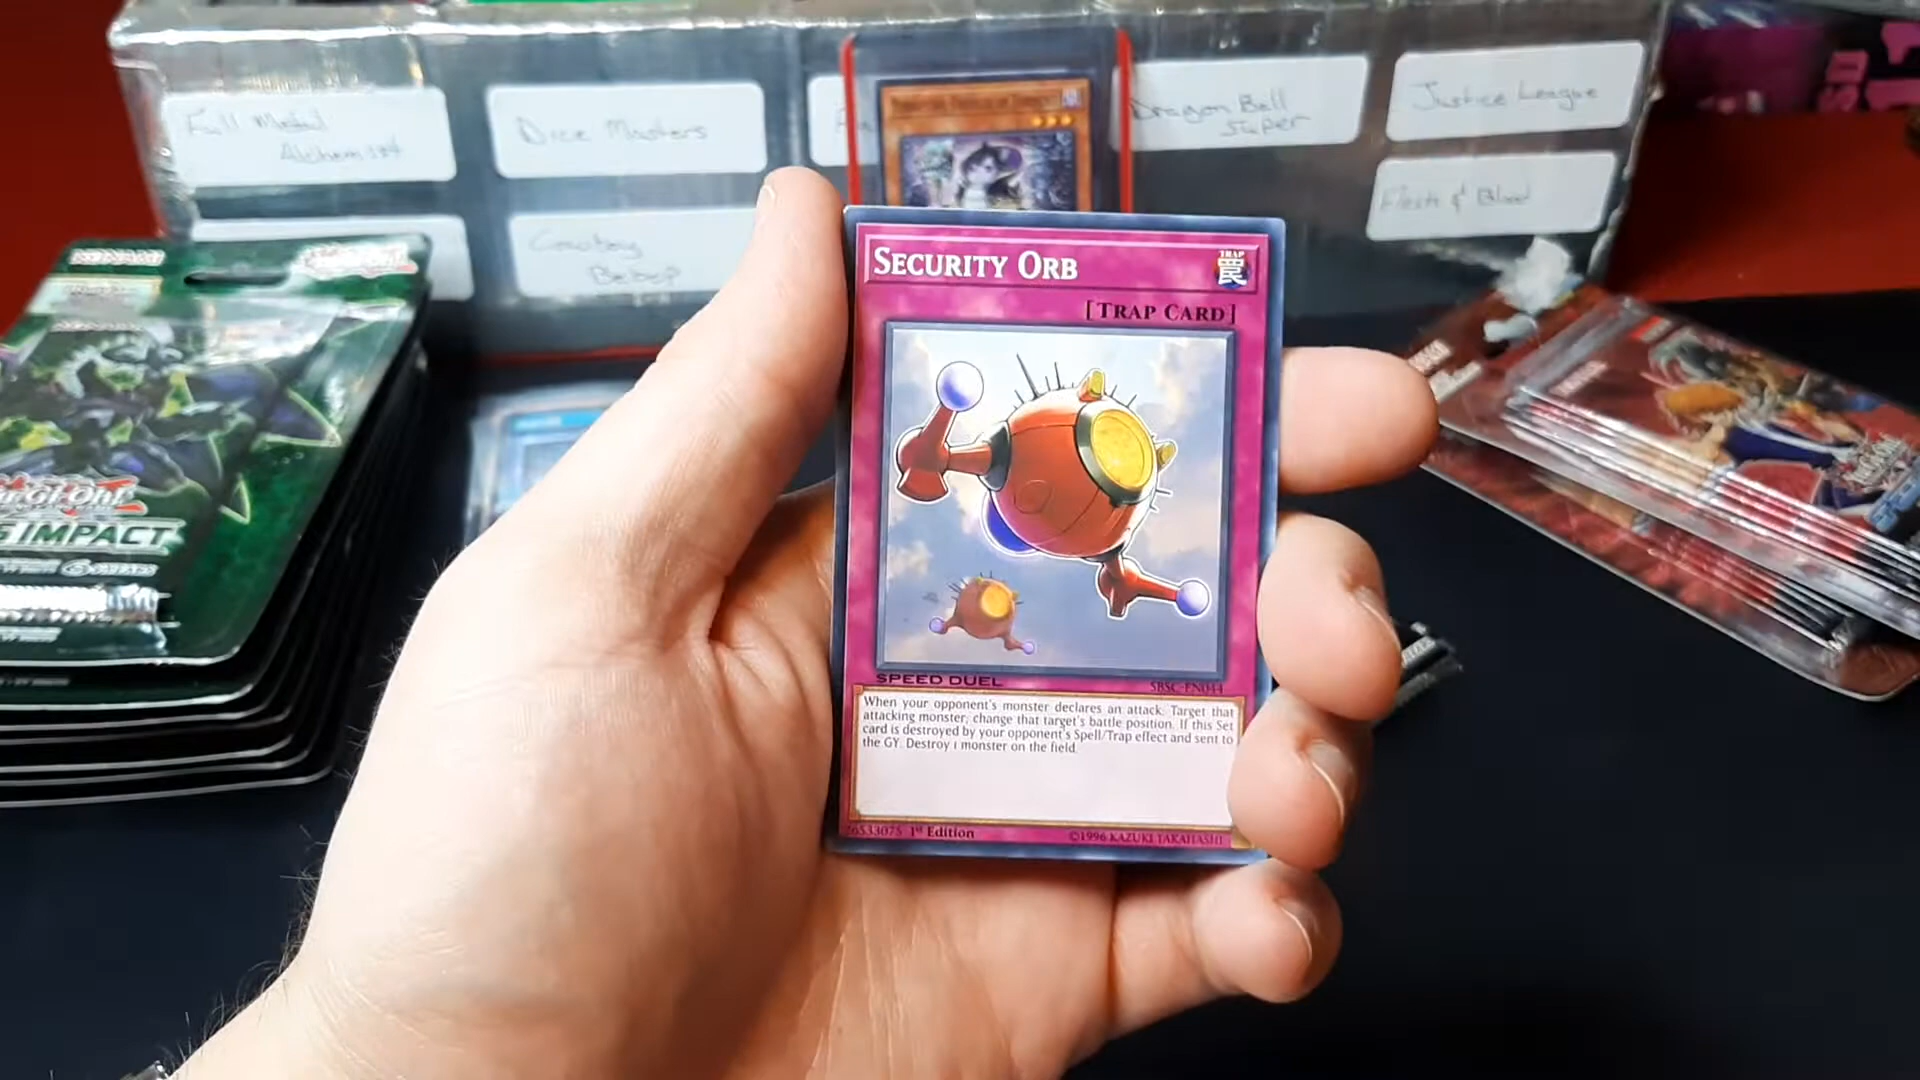 Full Metal
Alchemist
Dice Masters
Dragon Ball
Super
Justice League
Flesh & Blood
Cowboy
Bebop
SECURITY ORB
TRAP
罠
[TRAP CARD]
SPEED DUEL
SBSC-EN044
When your opponent's monster declares an attack: Target that
attacking monster; change that target's battle position. If this Set
card is destroyed by your opponent's Spell/Trap effect and sent to
the GY: Destroy 1 monster on the field.
1st Edition
©1996 KAZUKI TAKAHASHI
IMPACT